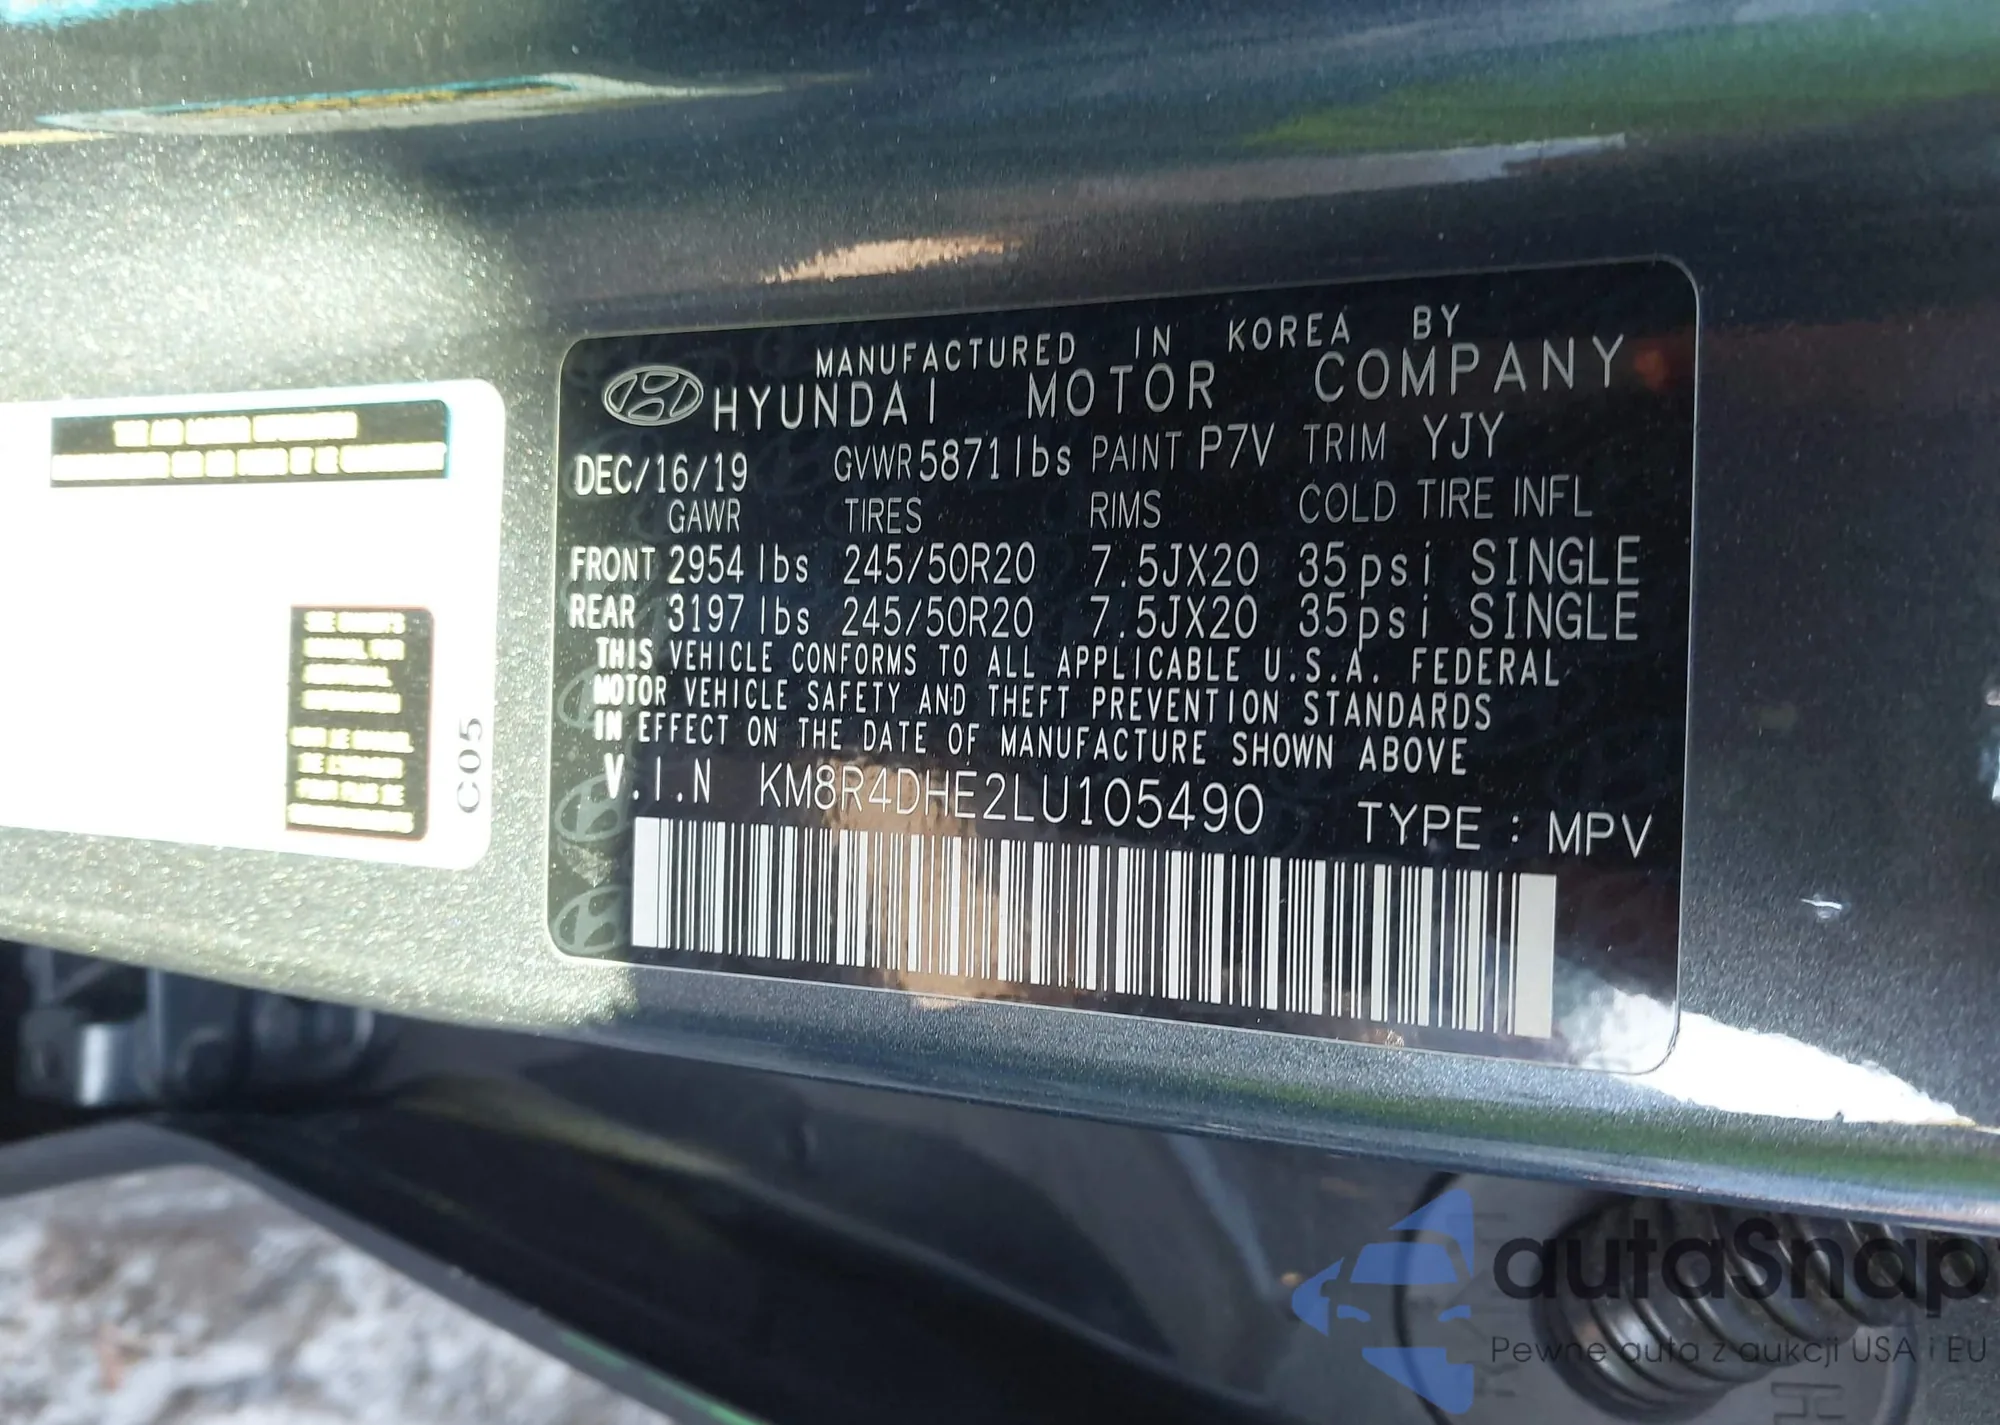 MANUFACTURED IN KOREA BY
HYUNDAI MOTOR COMPANY
DEC/16/19 GVWR 5871lbs PAINT P7V TRIM YJY
GAWR TIRES RIMS COLD TIRE INFL
FRONT 2954 lbs 245/50R20 7.5JX20 35psi SINGLE
REAR 3197 lbs 245/50R20 7.5JX20 35psi SINGLE
THIS VEHICLE CONFORMS TO ALL APPLICABLE U.S.A. FEDERAL
MOTOR VEHICLE SAFETY AND THEFT PREVENTION STANDARDS
IN EFFECT ON THE DATE OF MANUFACTURE SHOWN ABOVE
V.I.N KM8R4DHE2LU105490 TYPE : MPV
C05
autoSnap
Pewne auta z aukcji USA i EU